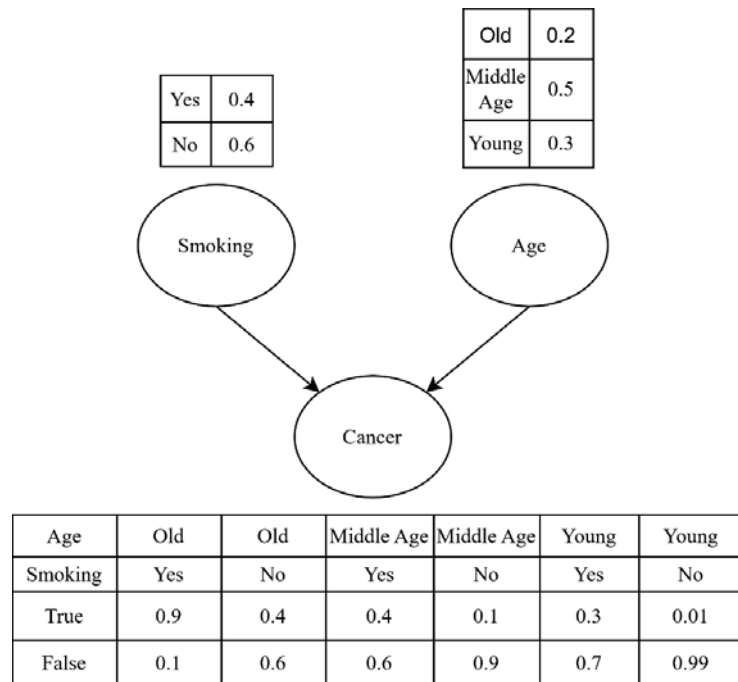 Old 0.2
Middle Age 0.5
Young 0.3
Yes 0.4
No 0.6
Smoking
Age
Cancer
Age Old Old Middle Age Middle Age Young Young
Smoking Yes No Yes No Yes No
True 0.9 0.4 0.4 0.1 0.3 0.01
False 0.1 0.6 0.6 0.9 0.7 0.99